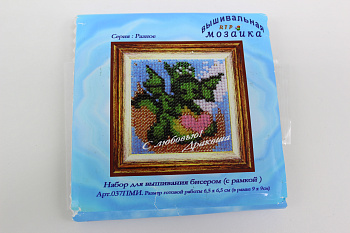 вышивальная
мозаика
Серия : Разное
С любовью!
Дракоша
Набор для вышивания бисером (с рамкой )
Арт.037ПМИ. Размер готовой работы 6,5 х 6,5 см (в рамке 9 х 9см)